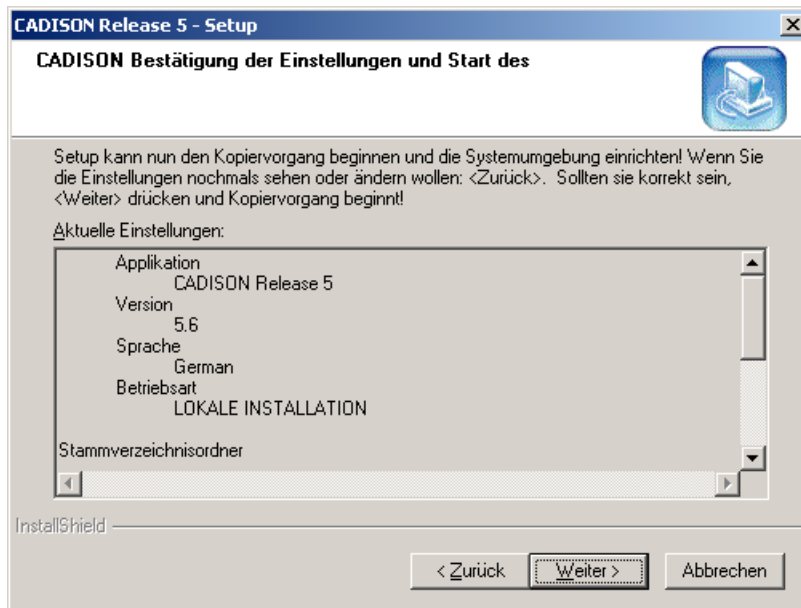 CADISON Release 5 - Setup
CADISON Bestätigung der Einstellungen und Start des
Setup kann nun den Kopiervorgang beginnen und die Systemumgebung einrichten! Wenn Sie
die Einstellungen nochmals sehen oder ändern wollen: <Zurück>. Sollten sie korrekt sein,
<Weiter> drücken und Kopiervorgang beginnt!
Aktuelle Einstellungen:
Applikation
CADISON Release 5
Version
5.6
Sprache
German
Betriebsart
LOKALE INSTALLATION
Stammverzeichnisordner
InstallShield
< Zurück Weiter > Abbrechen